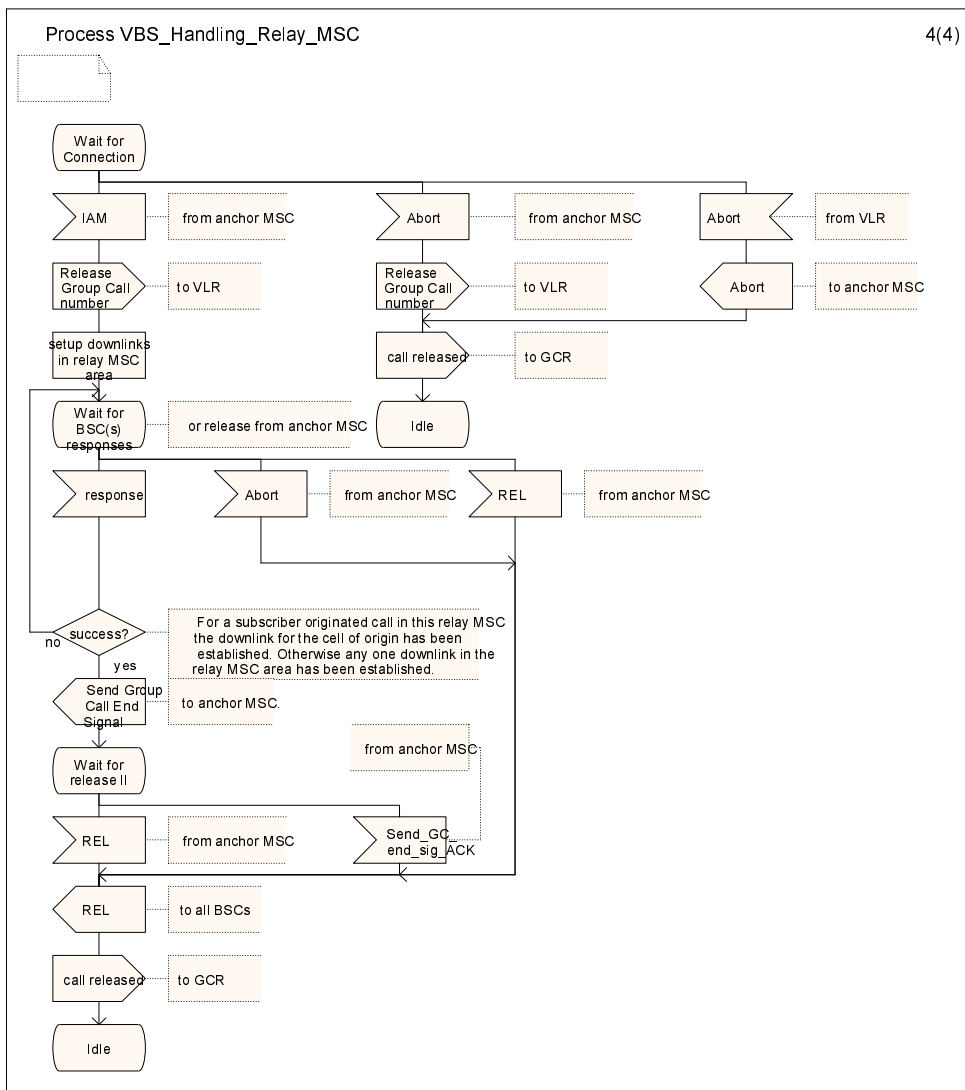 Process VBS_Handling_Relay_MSC
4(4)
Wait for
Connection
IAM
from anchor MSC
Abort
from anchor MSC
Abort
from VLR
Release
Group Call
number
to VLR
Release
Group Call
number
to VLR
Abort
to anchor MSC
setup downlinks
in relay MSC
area
call released
to GCR
Wait for
BSC(s)
responses
or release from anchor MSC
Idle
response
Abort
from anchor MSC
REL
from anchor MSC
success?
no
yes
For a subscriber originated call in this relay MSC
the downlink for the cell of origin has been
established. Otherwise any one downlink in the
relay MSC area has been established.
Send Group
Call End
Signal
to anchor MSC.
from anchor MSC
Wait for
release II
REL
from anchor MSC
Send_GC_
end_sig_ACK
REL
to all BSCs
call released
to GCR
Idle